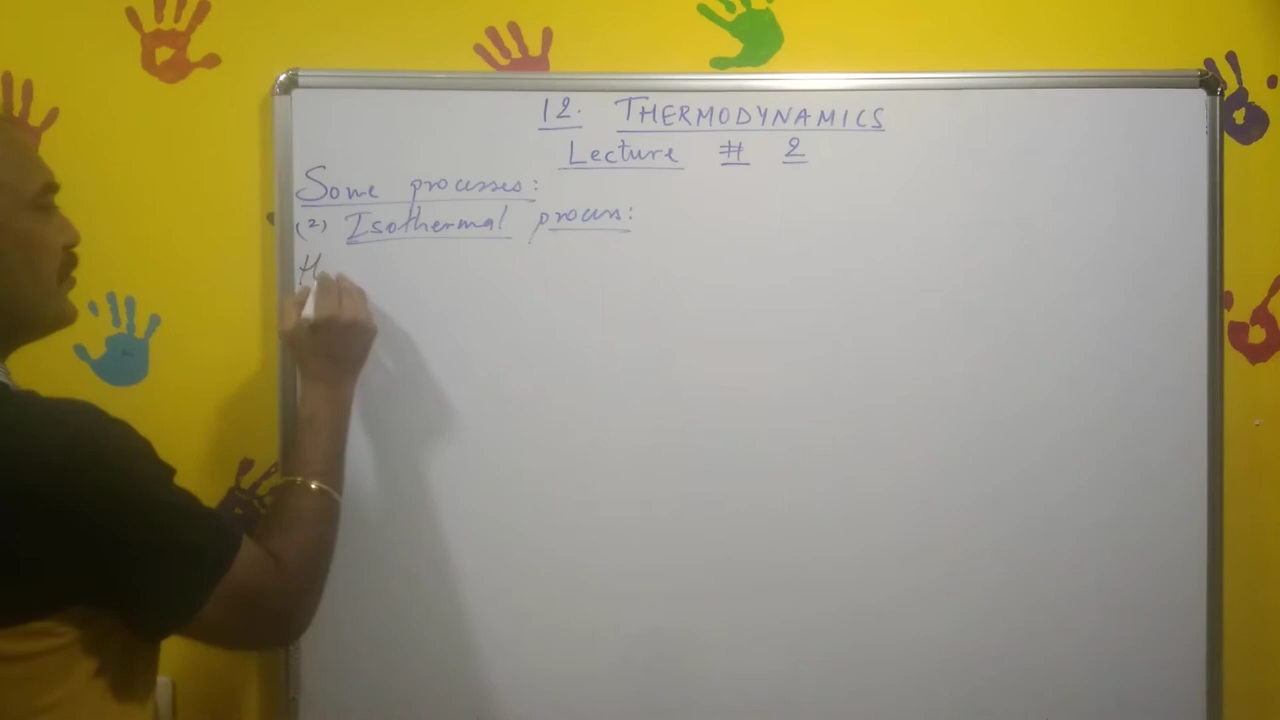 12. THERMODYNAMICS
Lecture # 2
Some processes:
(2) Isothermal process:
H